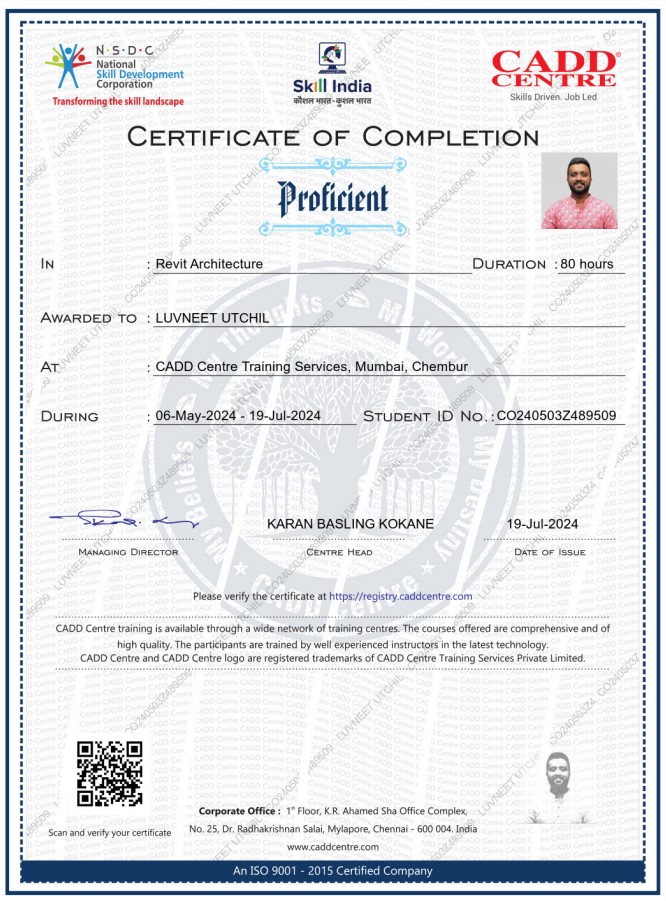 N·S·D·C
National
Skill Development
Corporation
Transforming the skill landscape
Skill India
कौशल भारत-कुशल भारत
CADD®
CENTRE
Skills Driven. Job Led
CERTIFICATE OF COMPLETION
Proficient
IN : Revit Architecture DURATION : 80 hours
AWARDED TO : LUVNEET UTCHIL
AT : CADD Centre Training Services, Mumbai, Chembur
DURING : 06-May-2024 - 19-Jul-2024 STUDENT ID NO. : CO240503Z489509
KARAN BASLING KOKANE 19-Jul-2024
MANAGING DIRECTOR CENTRE HEAD DATE OF ISSUE
My Thoughts My Work My Destiny My Beliefs
Please verify the certificate at https://registry.caddcentre.com
CADD Centre training is available through a wide network of training centres. The courses offered are comprehensive and of
high quality. The participants are trained by well experienced instructors in the latest technology.
CADD Centre and CADD Centre logo are registered trademarks of CADD Centre Training Services Private Limited.
Scan and verify your certificate
Corporate Office : 1st Floor, K.R. Ahamed Sha Office Complex,
No. 25, Dr. Radhakrishnan Salai, Mylapore, Chennai - 600 004. India
www.caddcentre.com
An ISO 9001 - 2015 Certified Company